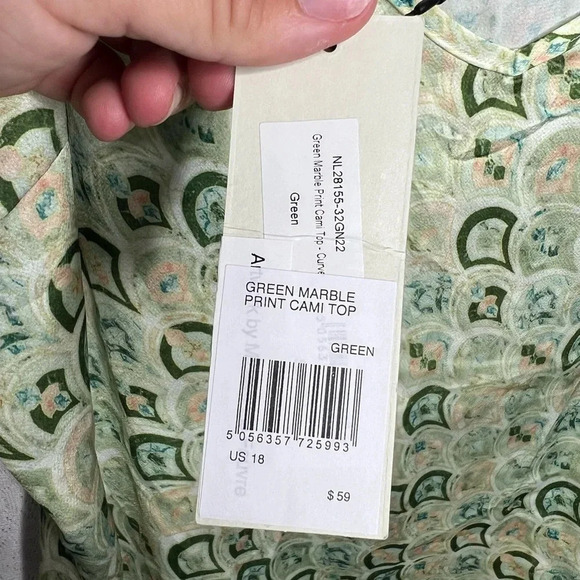 NL28155-32GN22
Green Marble Print Cami Top - Curve
Green
GREEN MARBLE
PRINT CAMI TOP
GREEN
5 056357 725993
US 18
$ 59